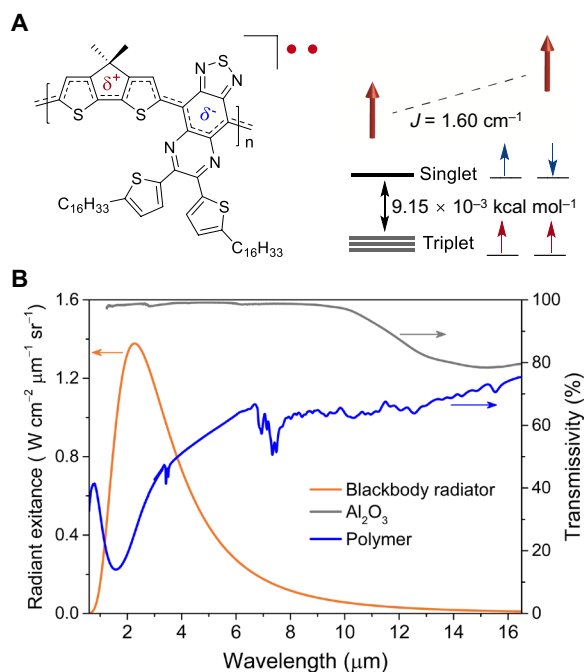 A
δ+
δ-
S
S
N
S
N
N
N
n
S
S
C16H33
C16H33
J = 1.60 cm−1
Singlet
9.15 × 10−3 kcal mol−1
Triplet
B
Radiant exitance ( W cm−2 μm−1 sr−1)
1.6
1.2
0.8
0.4
0.0
100
80
60
40
20
0
Transmissivity (%)
Blackbody radiator
Al2O3
Polymer
2 4 6 8 10 12 14 16
Wavelength (μm)